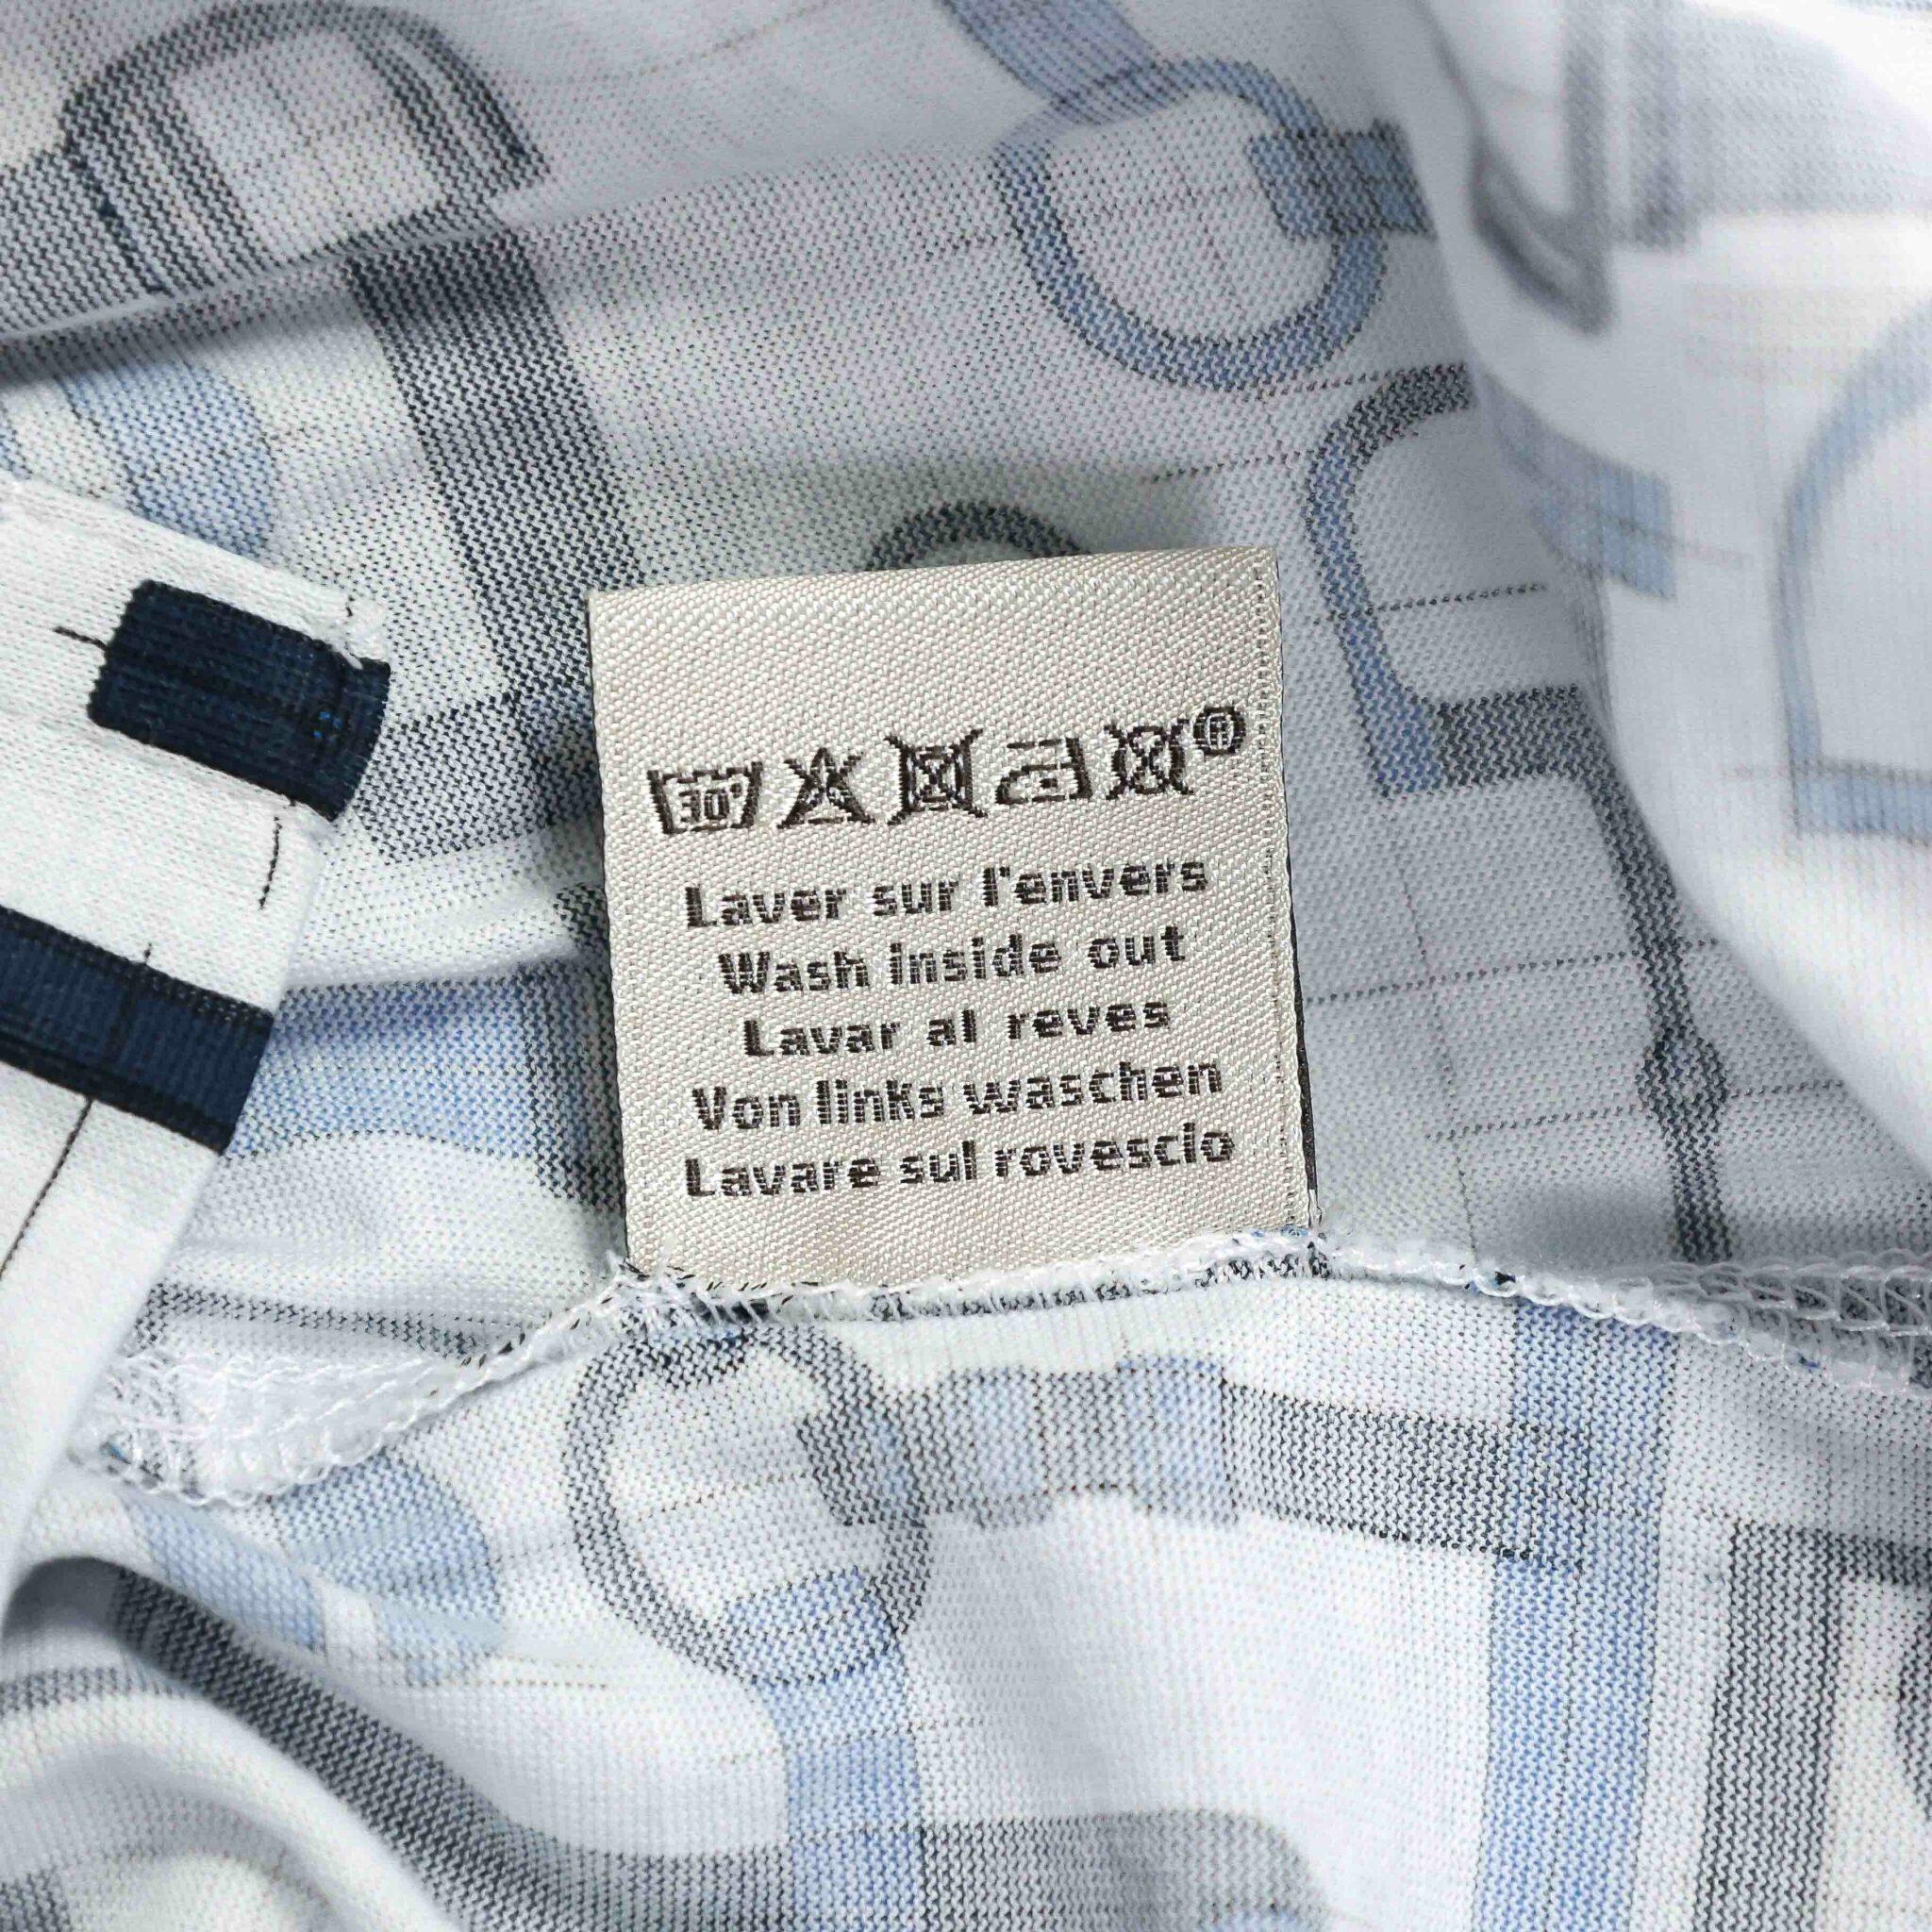 30°
Laver sur l'envers
Wash inside out
Lavar al reves
Von links waschen
Lavare sul rovescio